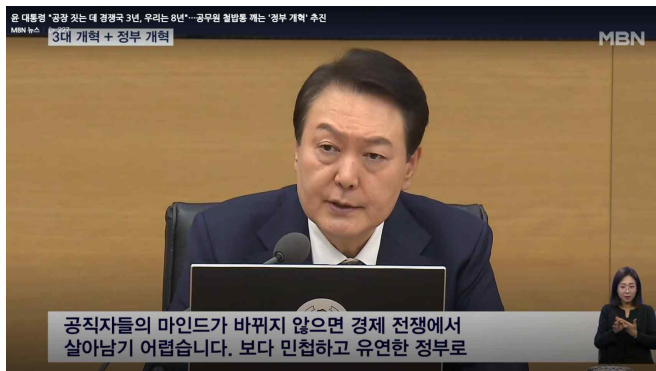 윤 대통령 "공장 짓는 데 경쟁국 3년, 우리는 8년"…공무원 철밥통 깨는 '정부 개혁' 추진
MBN 뉴스
3대 개혁 + 정부 개혁
MBN
공직자들의 마인드가 바뀌지 않으면 경제 전쟁에서
살아남기 어렵습니다. 보다 민첩하고 유연한 정부로